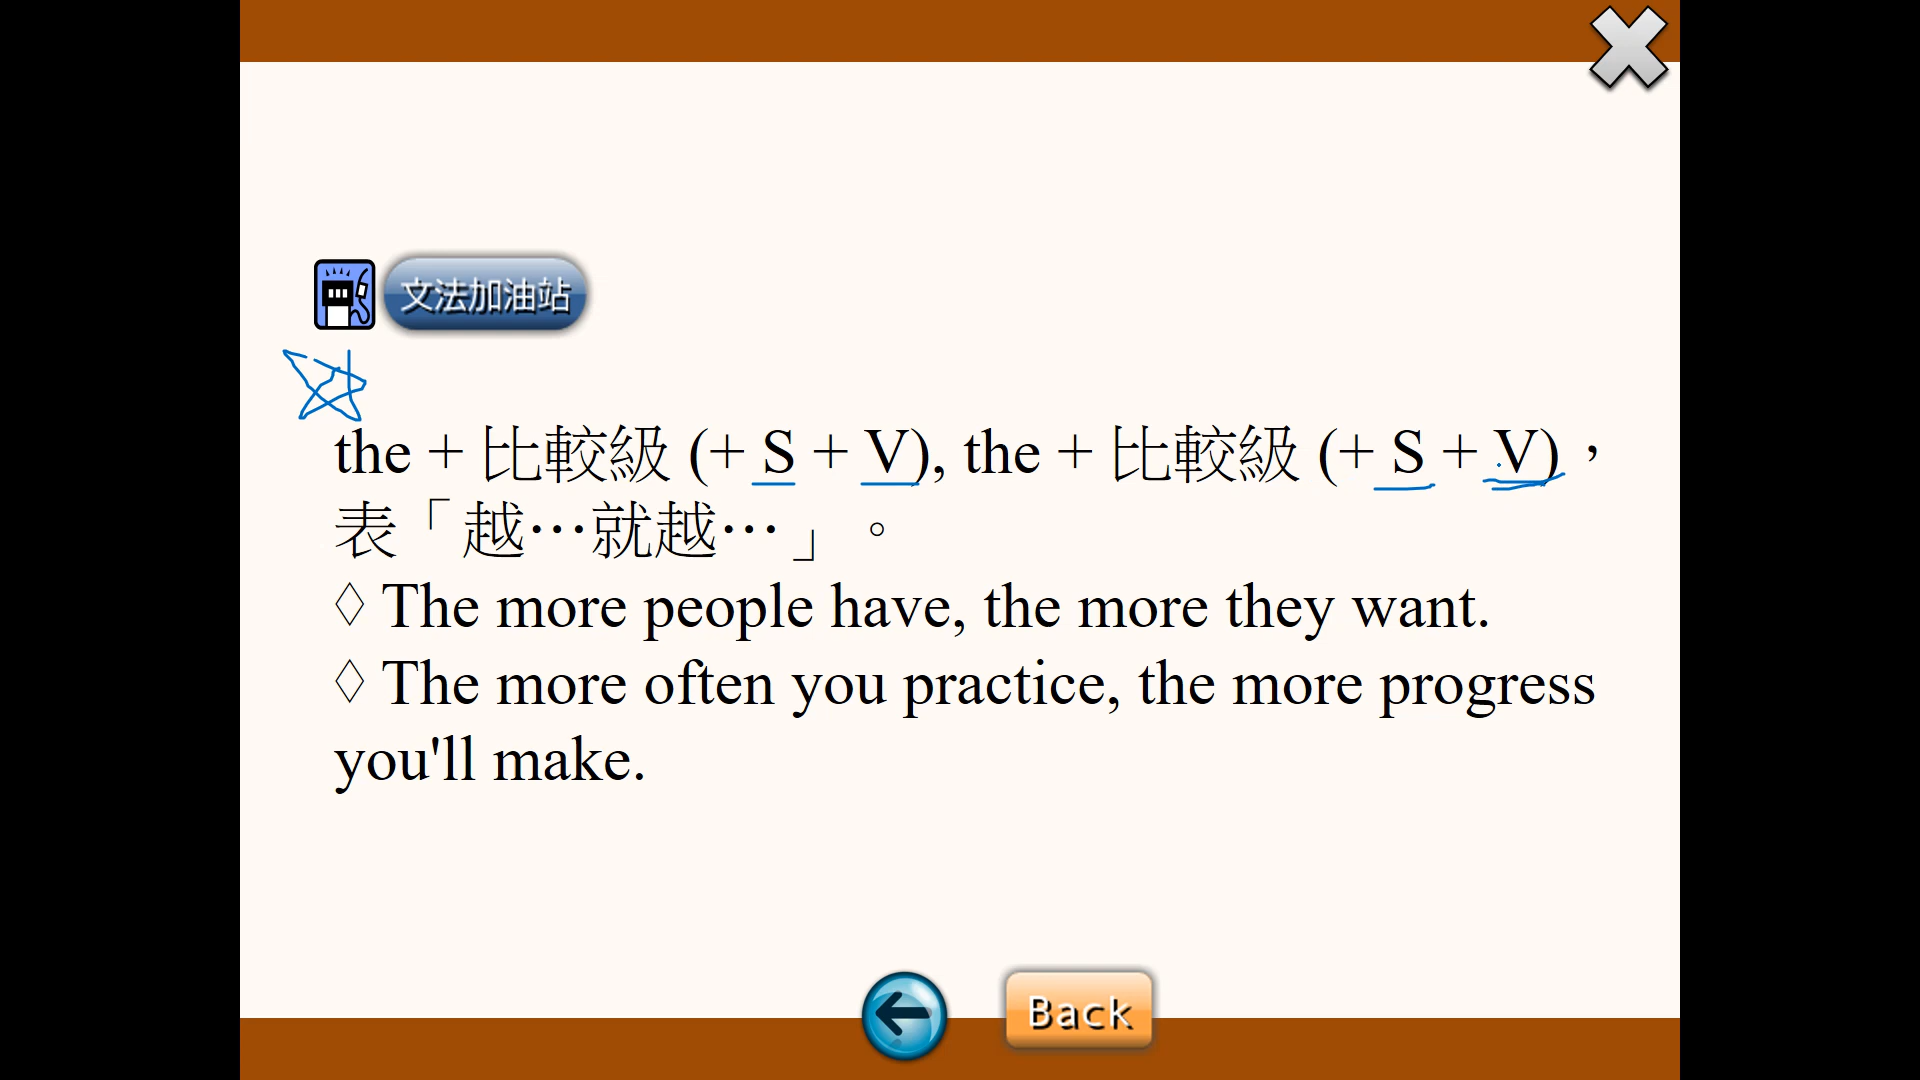 文法加油站
the + 比較級 (+ S + V), the + 比較級 (+ S + V)，
表「越…就越…」。
◊ The more people have, the more they want.
◊ The more often you practice, the more progress
you'll make.
Back